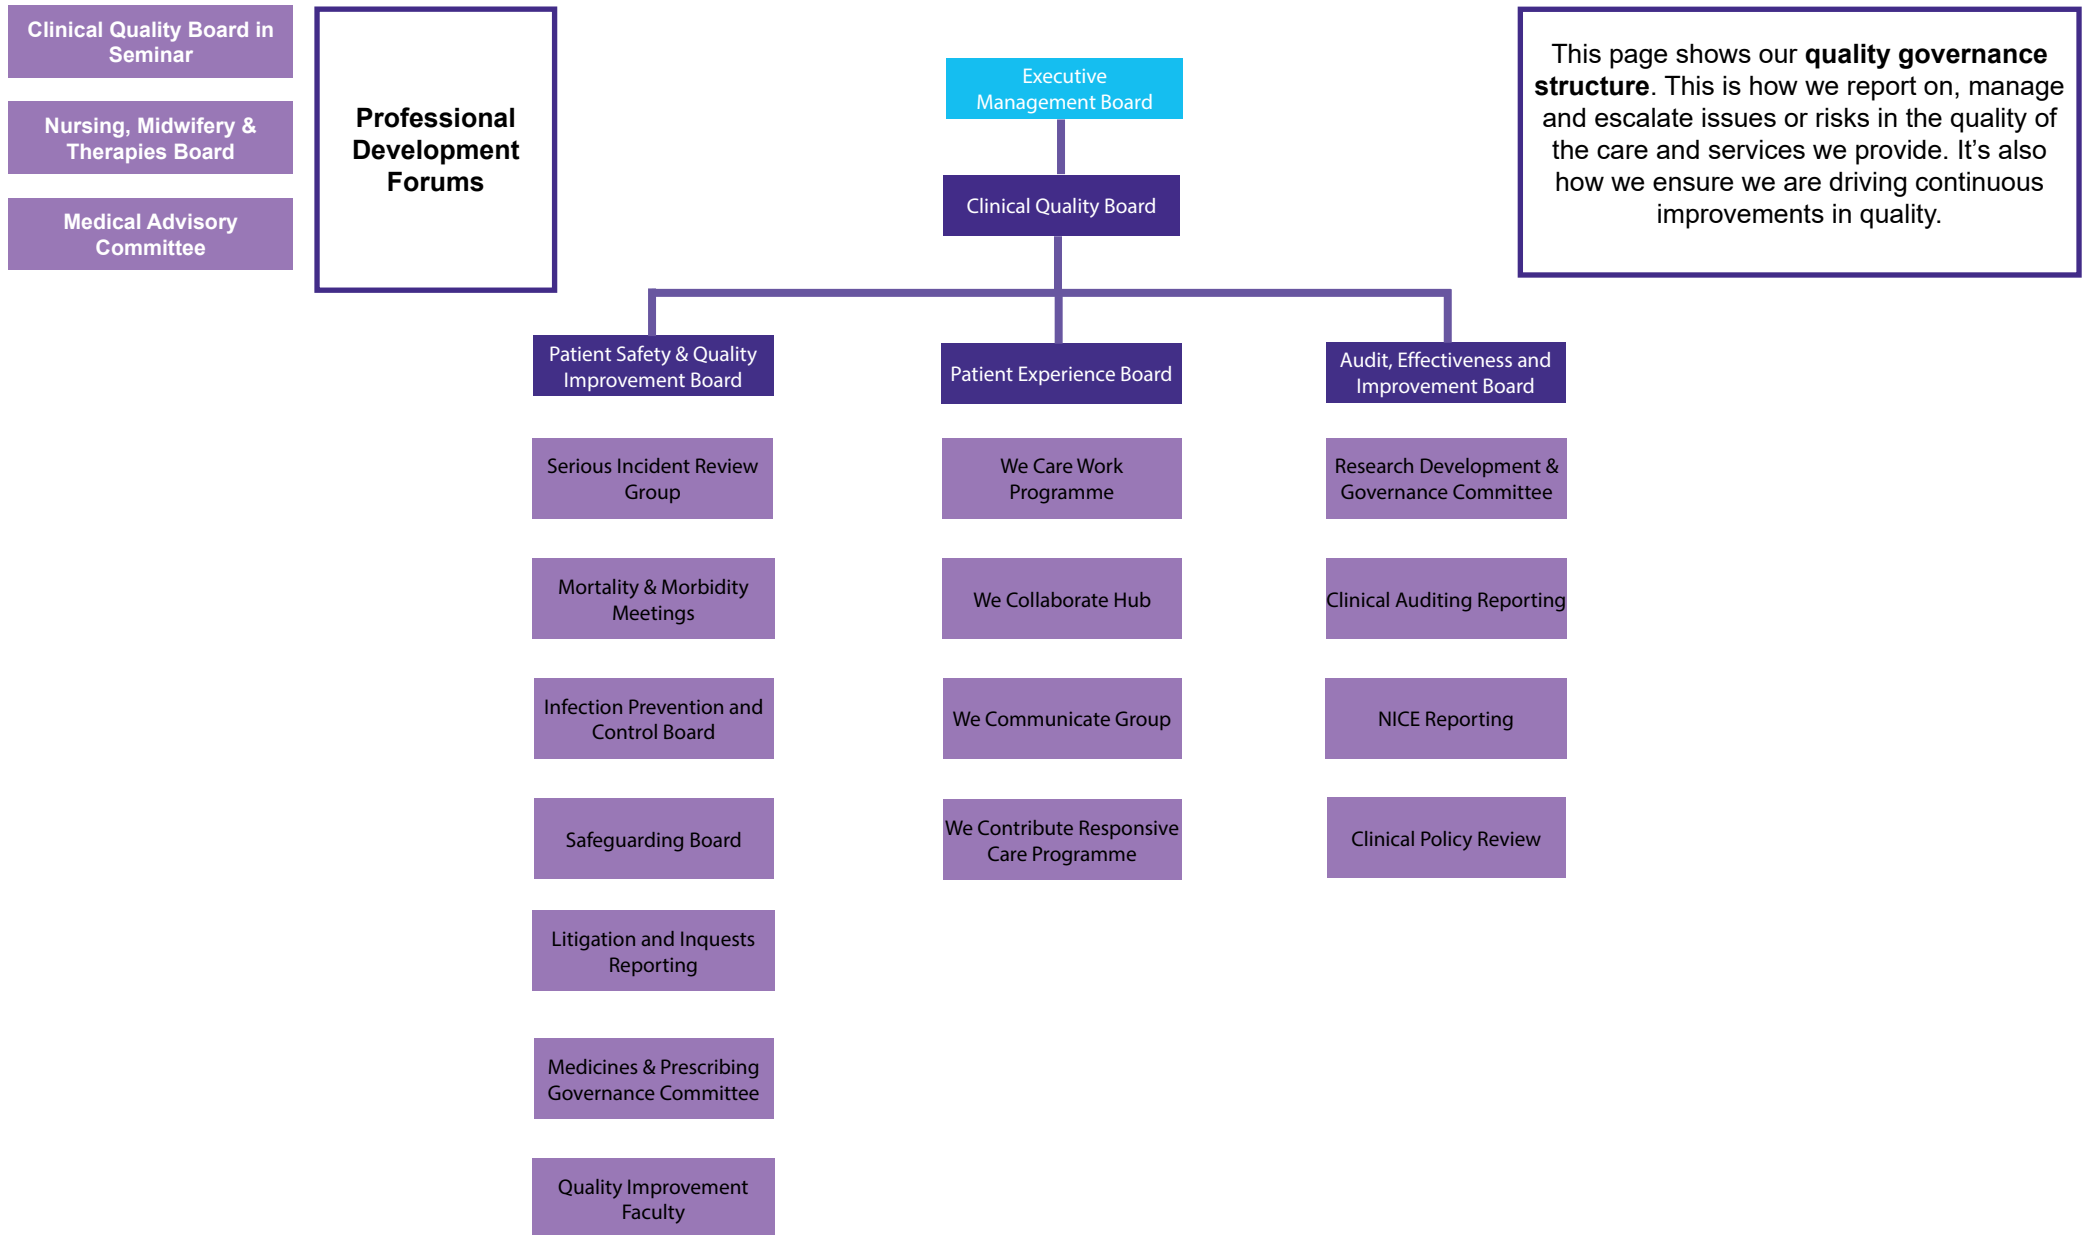 Clinical Quality Board in
Seminar
Nursing, Midwifery &
Therapies Board
Medical Advisory
Committee
Professional
Development
Forums
Executive
Management Board
Clinical Quality Board
This page shows our quality governance
structure. This is how we report on, manage
and escalate issues or risks in the quality of
the care and services we provide. It’s also
how we ensure we are driving continuous
improvements in quality.
Patient Safety & Quality
Improvement Board
Serious Incident Review
Group
Mortality & Morbidity
Meetings
Infection Prevention and
Control Board
Safeguarding Board
Litigation and Inquests
Reporting
Medicines & Prescribing
Governance Committee
Quality Improvement
Faculty
Patient Experience Board
We Care Work
Programme
We Collaborate Hub
We Communicate Group
We Contribute Responsive
Care Programme
Audit, Effectiveness and
Improvement Board
Research Development &
Governance Committee
Clinical Auditing Reporting
NICE Reporting
Clinical Policy Review